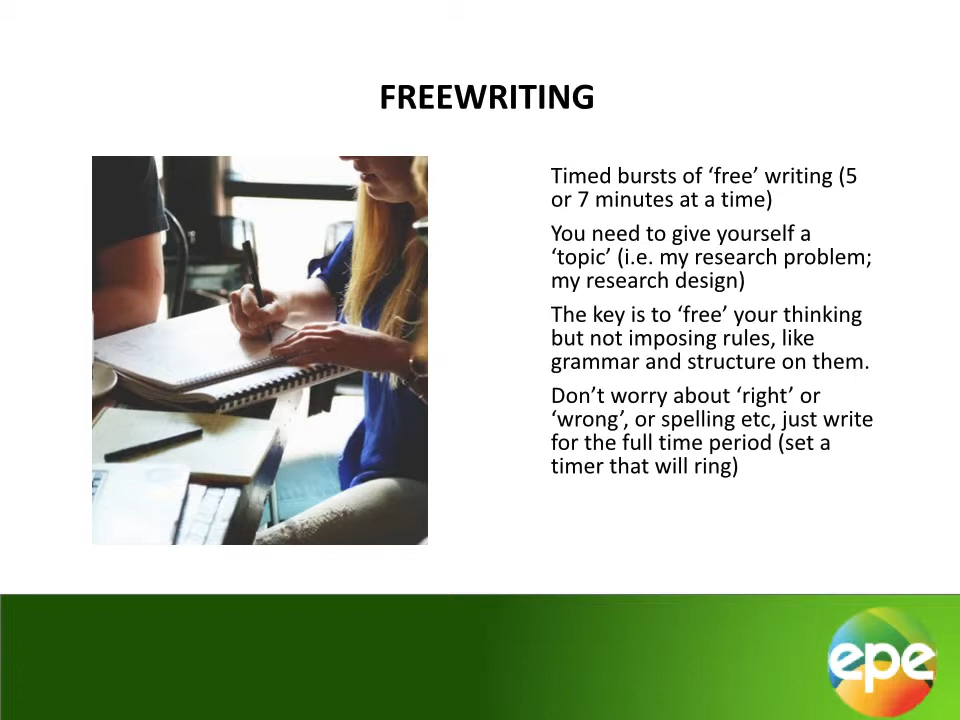 FREEWRITING
Timed bursts of ‘free’ writing (5
or 7 minutes at a time)
You need to give yourself a
‘topic’ (i.e. my research problem;
my research design)
The key is to ‘free’ your thinking
but not imposing rules, like
grammar and structure on them.
Don’t worry about ‘right’ or
‘wrong’, or spelling etc, just write
for the full time period (set a
timer that will ring)
epe